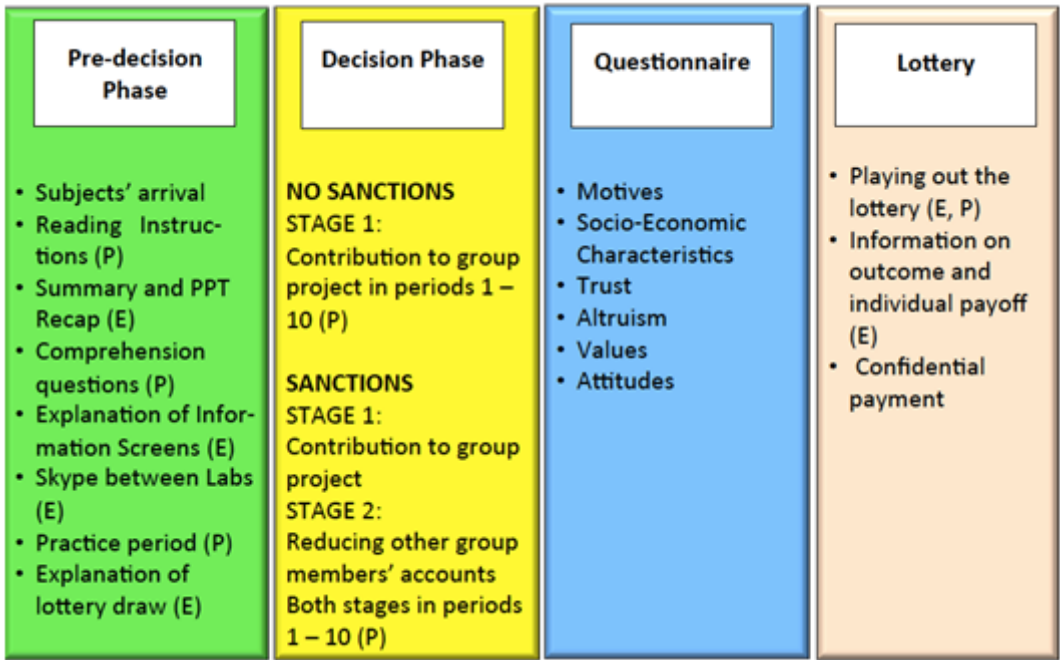 Pre-decision
Phase
• Subjects’ arrival
• Reading Instruc-
tions (P)
• Summary and PPT
Recap (E)
• Comprehension
questions (P)
• Explanation of Infor-
mation Screens (E)
• Skype between Labs
(E)
• Practice period (P)
• Explanation of
lottery draw (E)
Decision Phase
NO SANCTIONS
STAGE 1:
Contribution to group
project in periods 1 –
10 (P)
SANCTIONS
STAGE 1:
Contribution to group
project
STAGE 2:
Reducing other group
members’ accounts
Both stages in periods
1 – 10 (P)
Questionnaire
• Motives
• Socio-Economic
Characteristics
• Trust
• Altruism
• Values
• Attitudes
Lottery
• Playing out the
lottery (E, P)
• Information on
outcome and
individual payoff
(E)
• Confidential
payment